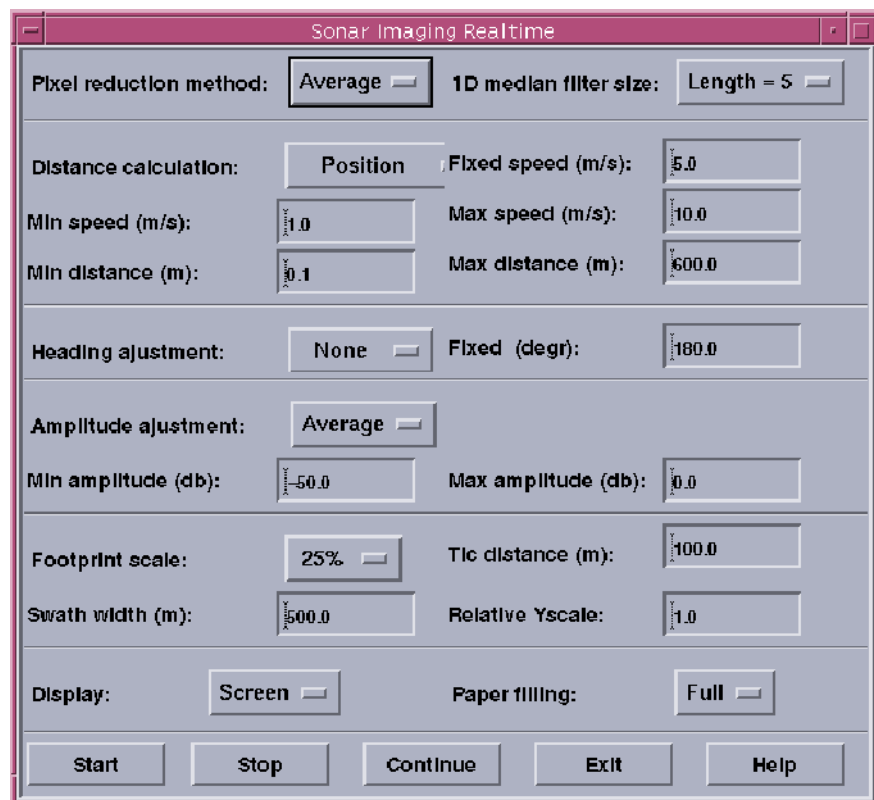 Sonar Imaging Realtime
Pixel reduction method: Average 1D median filter size: Length = 5
Distance calculation: Position Fixed speed (m/s): 5.0
Min speed (m/s): 1.0 Max speed (m/s): 10.0
Min distance (m): 0.1 Max distance (m): 600.0
Heading ajustment: None Fixed (degr): 180.0
Amplitude ajustment: Average
Min amplitude (db): -50.0 Max amplitude (db): 0.0
Footprint scale: 25% Tic distance (m): 100.0
Swath width (m): 500.0 Relative Yscale: 1.0
Display: Screen Paper filling: Full
Start Stop Continue Exit Help